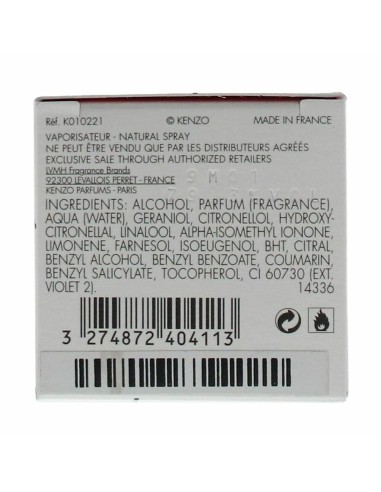 Réf. K010221 © KENZO MADE IN FRANCE
VAPORISATEUR - NATURAL SPRAY
NE PEUT ÊTRE VENDU QUE PAR LES DISTRIBUTEURS AGRÉÉS
EXCLUSIVE SALE THROUGH AUTHORIZED RETAILERS
LVMH Fragrance Brands
92300 LEVALLOIS PERRET - FRANCE
KENZO PARFUMS - PARIS
INGREDIENTS: ALCOHOL, PARFUM (FRAGRANCE),
AQUA (WATER), GERANIOL, CITRONELLOL, HYDROXY-
CITRONELLAL, LINALOOL, ALPHA-ISOMETHYL IONONE,
LIMONENE, FARNESOL, ISOEUGENOL, BHT, CITRAL,
BENZYL ALCOHOL, BENZYL BENZOATE, COUMARIN,
BENZYL SALICYLATE, TOCOPHEROL, CI 60730 (EXT.
VIOLET 2). 14336
3 274872 404113